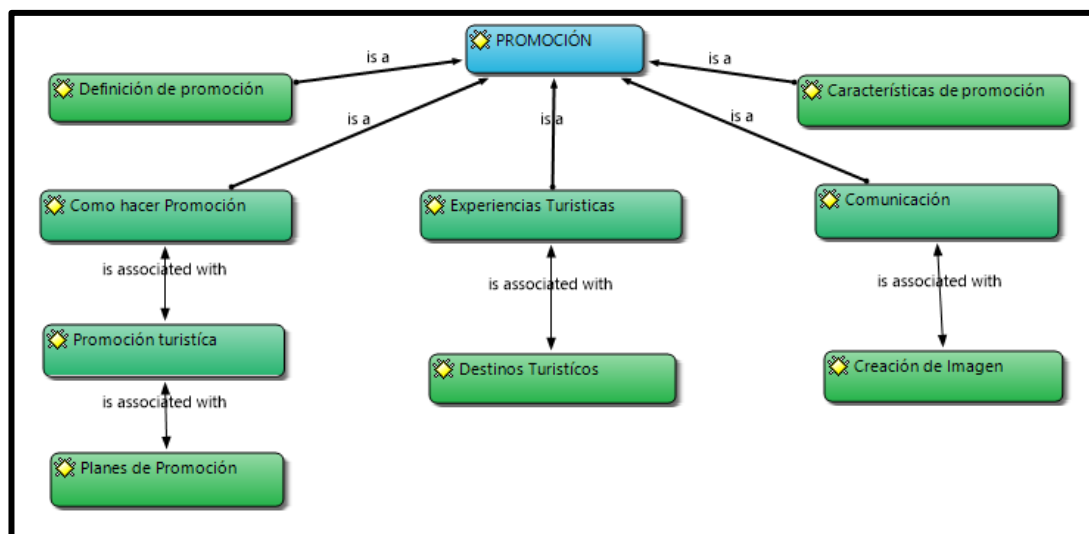 PROMOCIÓN
is a
is a
Definición de promoción
Características de promoción
is a
is a
is a
Como hacer Promoción
Experiencias Turisticas
Comunicación
is associated with
is associated with
is associated with
Promoción turistíca
Destinos Turistícos
Creación de Imagen
is associated with
Planes de Promoción